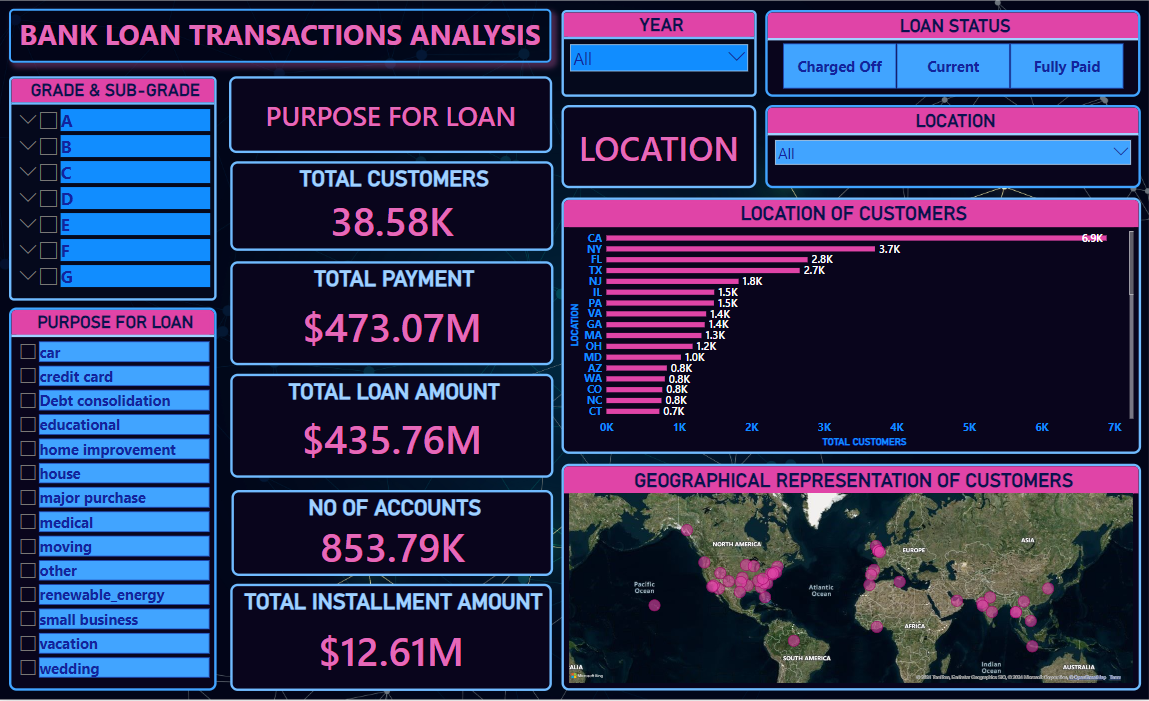 BANK LOAN TRANSACTIONS ANALYSIS
YEAR
All
LOAN STATUS
Charged Off
Current
Fully Paid
GRADE & SUB-GRADE
A
B
C
D
E
F
G
PURPOSE FOR LOAN
car
credit card
Debt consolidation
educational
home improvement
house
major purchase
medical
moving
other
renewable_energy
small business
vacation
wedding
PURPOSE FOR LOAN
TOTAL CUSTOMERS
38.58K
TOTAL PAYMENT
$473.07M
TOTAL LOAN AMOUNT
$435.76M
NO OF ACCOUNTS
853.79K
TOTAL INSTALLMENT AMOUNT
$12.61M
LOCATION
LOCATION
All
LOCATION OF CUSTOMERS
LOCATION
CA 6.9K
NY 3.7K
FL 2.8K
TX 2.7K
NJ 1.8K
IL 1.5K
PA 1.5K
VA 1.4K
GA 1.4K
MA 1.3K
OH 1.2K
MD 1.0K
AZ 0.8K
WA 0.8K
CO 0.8K
NC 0.8K
CT 0.7K
0K 1K 2K 3K 4K 5K 6K 7K
TOTAL CUSTOMERS
GEOGRAPHICAL REPRESENTATION OF CUSTOMERS
NORTH AMERICA
EUROPE
ASIA
Pacific
Ocean
Atlantic
Ocean
AFRICA
SOUTH AMERICA
Indian
Ocean
ALIA
AUSTRALIA
Microsoft Bing